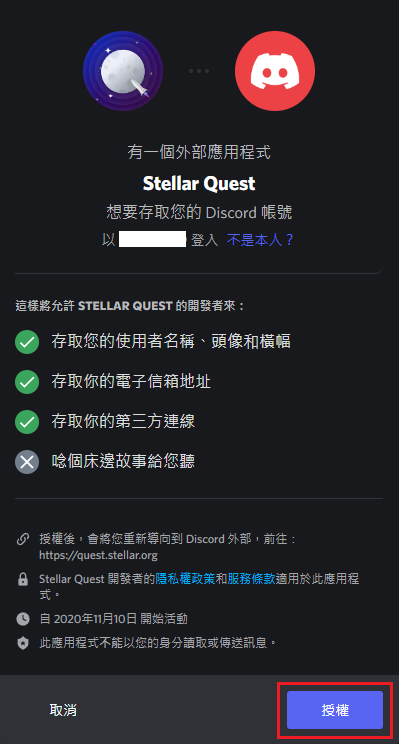 有一個外部應用程式
Stellar Quest
想要存取您的 Discord 帳號
以 登入 不是本人？
這樣將允許 STELLAR QUEST 的開發者來：
存取您的使用者名稱、頭像和橫幅
存取你的電子信箱地址
存取你的第三方連線
唸個床邊故事給您聽
授權後，會將您重新導向到 Discord 外部，前往：
https://quest.stellar.org
Stellar Quest 開發者的隱私權政策和服務條款適用於此應用程
式。
自 2020年11月10日 開始活動
此應用程式不能以您的身分讀取或傳送訊息。
取消
授權